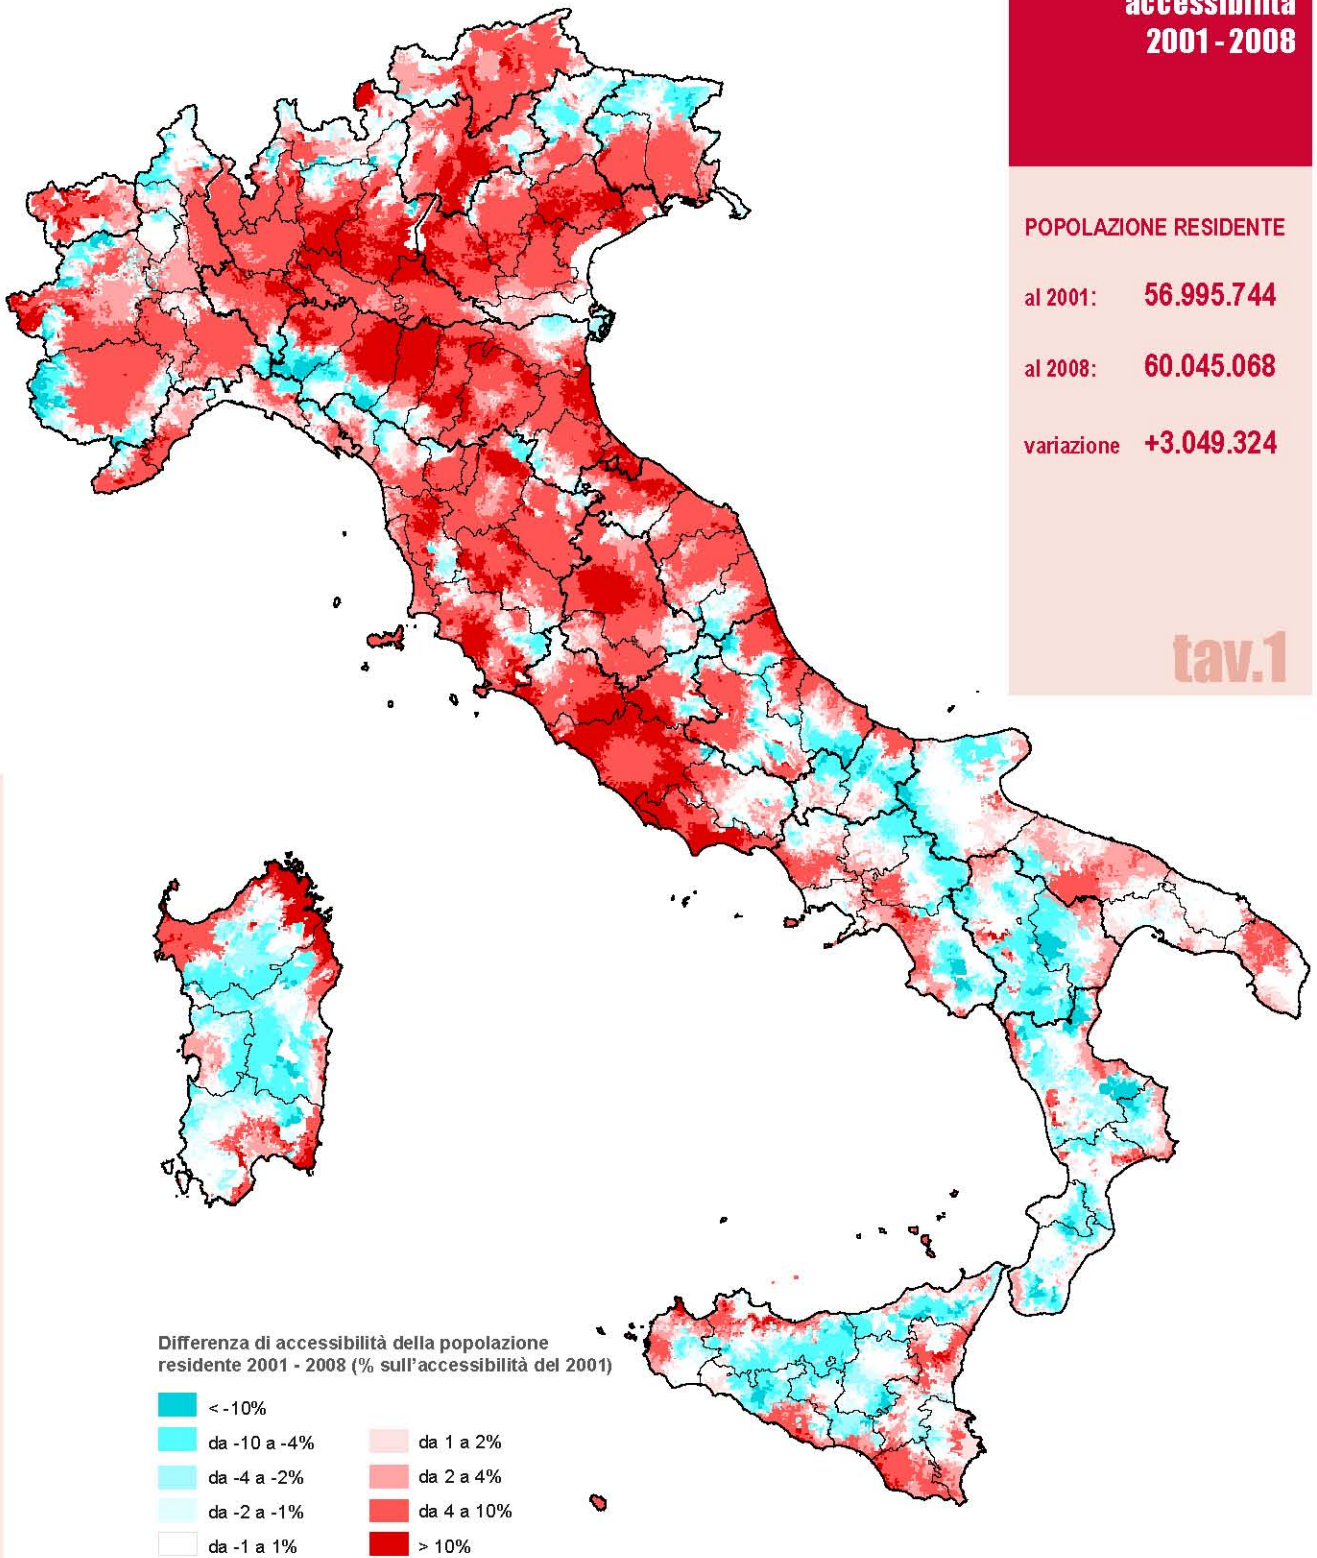 accessibilità
2001 - 2008
POPOLAZIONE RESIDENTE
al 2001: 56.995.744
al 2008: 60.045.068
variazione +3.049.324
tav.1
Differenza di accessibilità della popolazione
residente 2001 - 2008 (% sull'accessibilità del 2001)
< -10%
da -10 a -4%
da -4 a -2%
da -2 a -1%
da -1 a 1%
da 1 a 2%
da 2 a 4%
da 4 a 10%
> 10%